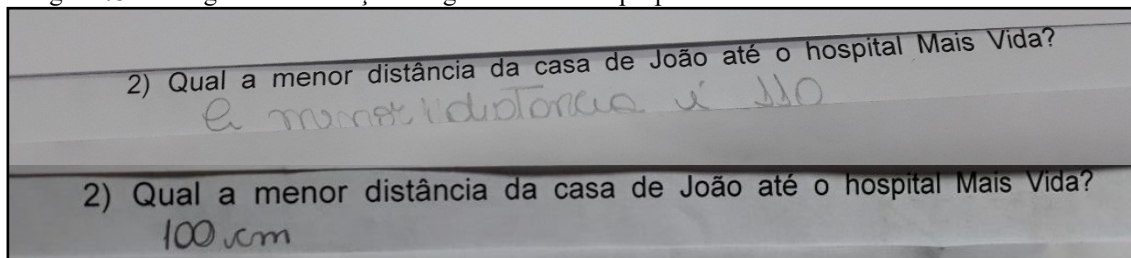 2) Qual a menor distância da casa de João até o hospital Mais Vida?
a menor distancia é 110
2) Qual a menor distância da casa de João até o hospital Mais Vida?
100 cm